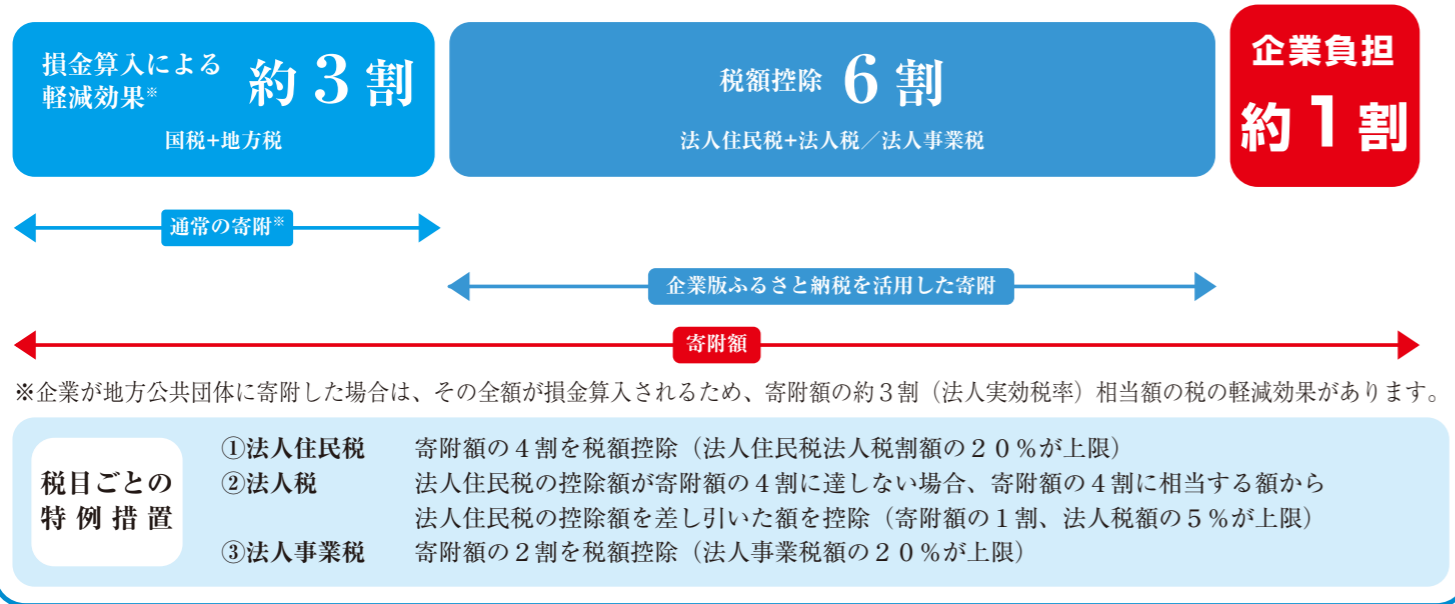 損金算入による
軽減効果※
約3割
国税+地方税
税額控除 6割
法人住民税+法人税／法人事業税
企業負担
約1割
通常の寄附※
企業版ふるさと納税を活用した寄附
寄附額
※企業が地方公共団体に寄附した場合は、その全額が損金算入されるため、寄附額の約３割（法人実効税率）相当額の税の軽減効果があります。
税目ごとの
特例措置
①法人住民税 寄附額の４割を税額控除（法人住民税法人税割額の２０％が上限）
②法人税 法人住民税の控除額が寄附額の４割に達しない場合、寄附額の４割に相当する額から
法人住民税の控除額を差し引いた額を控除（寄附額の１割、法人税額の５％が上限）
③法人事業税 寄附額の２割を税額控除（法人事業税額の２０％が上限）